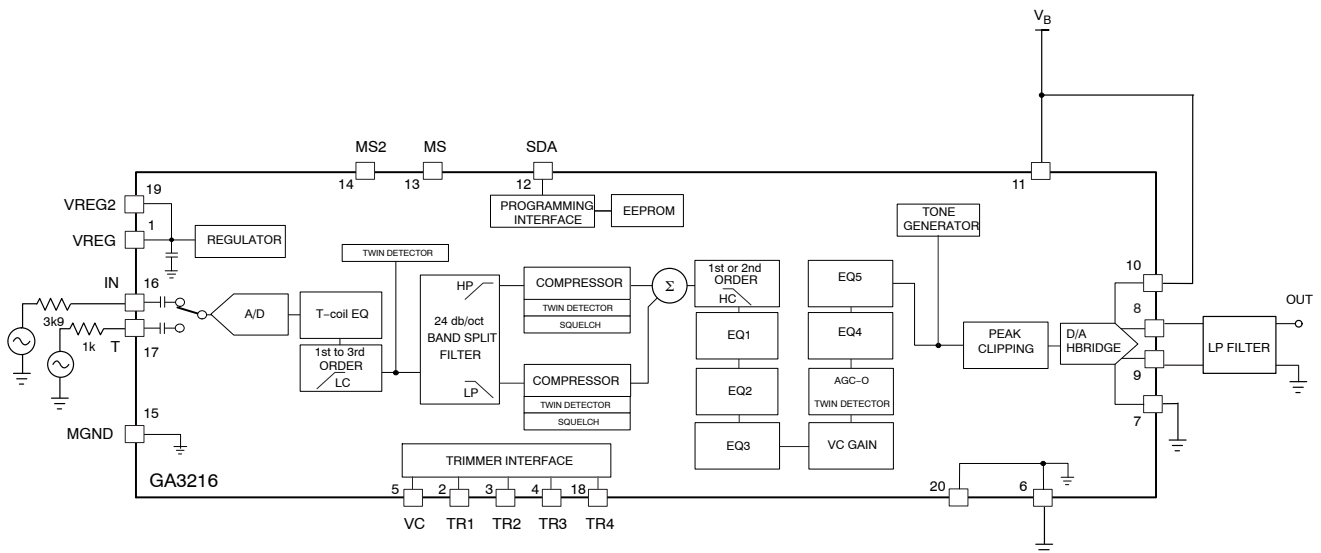 VB
MS2
MS
SDA
14
13
12
11
19
VREG2
PROGRAMMING
INTERFACE
EEPROM
TONE
GENERATOR
1
VREG
REGULATOR
TWIN DETECTOR
IN
16
HP
COMPRESSOR
TWIN DETECTOR
SQUELCH
Σ
1st or 2nd
ORDER
HC
EQ5
10
3k9
A/D
T−coil EQ
24 db/oct
BAND SPLIT
FILTER
EQ1
EQ4
PEAK
CLIPPING
D/A
HBRIDGE
8
LP FILTER
OUT
1k
T
17
1st to 3rd
ORDER
LC
LP
COMPRESSOR
TWIN DETECTOR
SQUELCH
EQ2
AGC−O
TWIN DETECTOR
9
15
MGND
7
EQ3
VC GAIN
TRIMMER INTERFACE
GA3216
5
2
3
4
18
20
6
VC
TR1
TR2
TR3
TR4